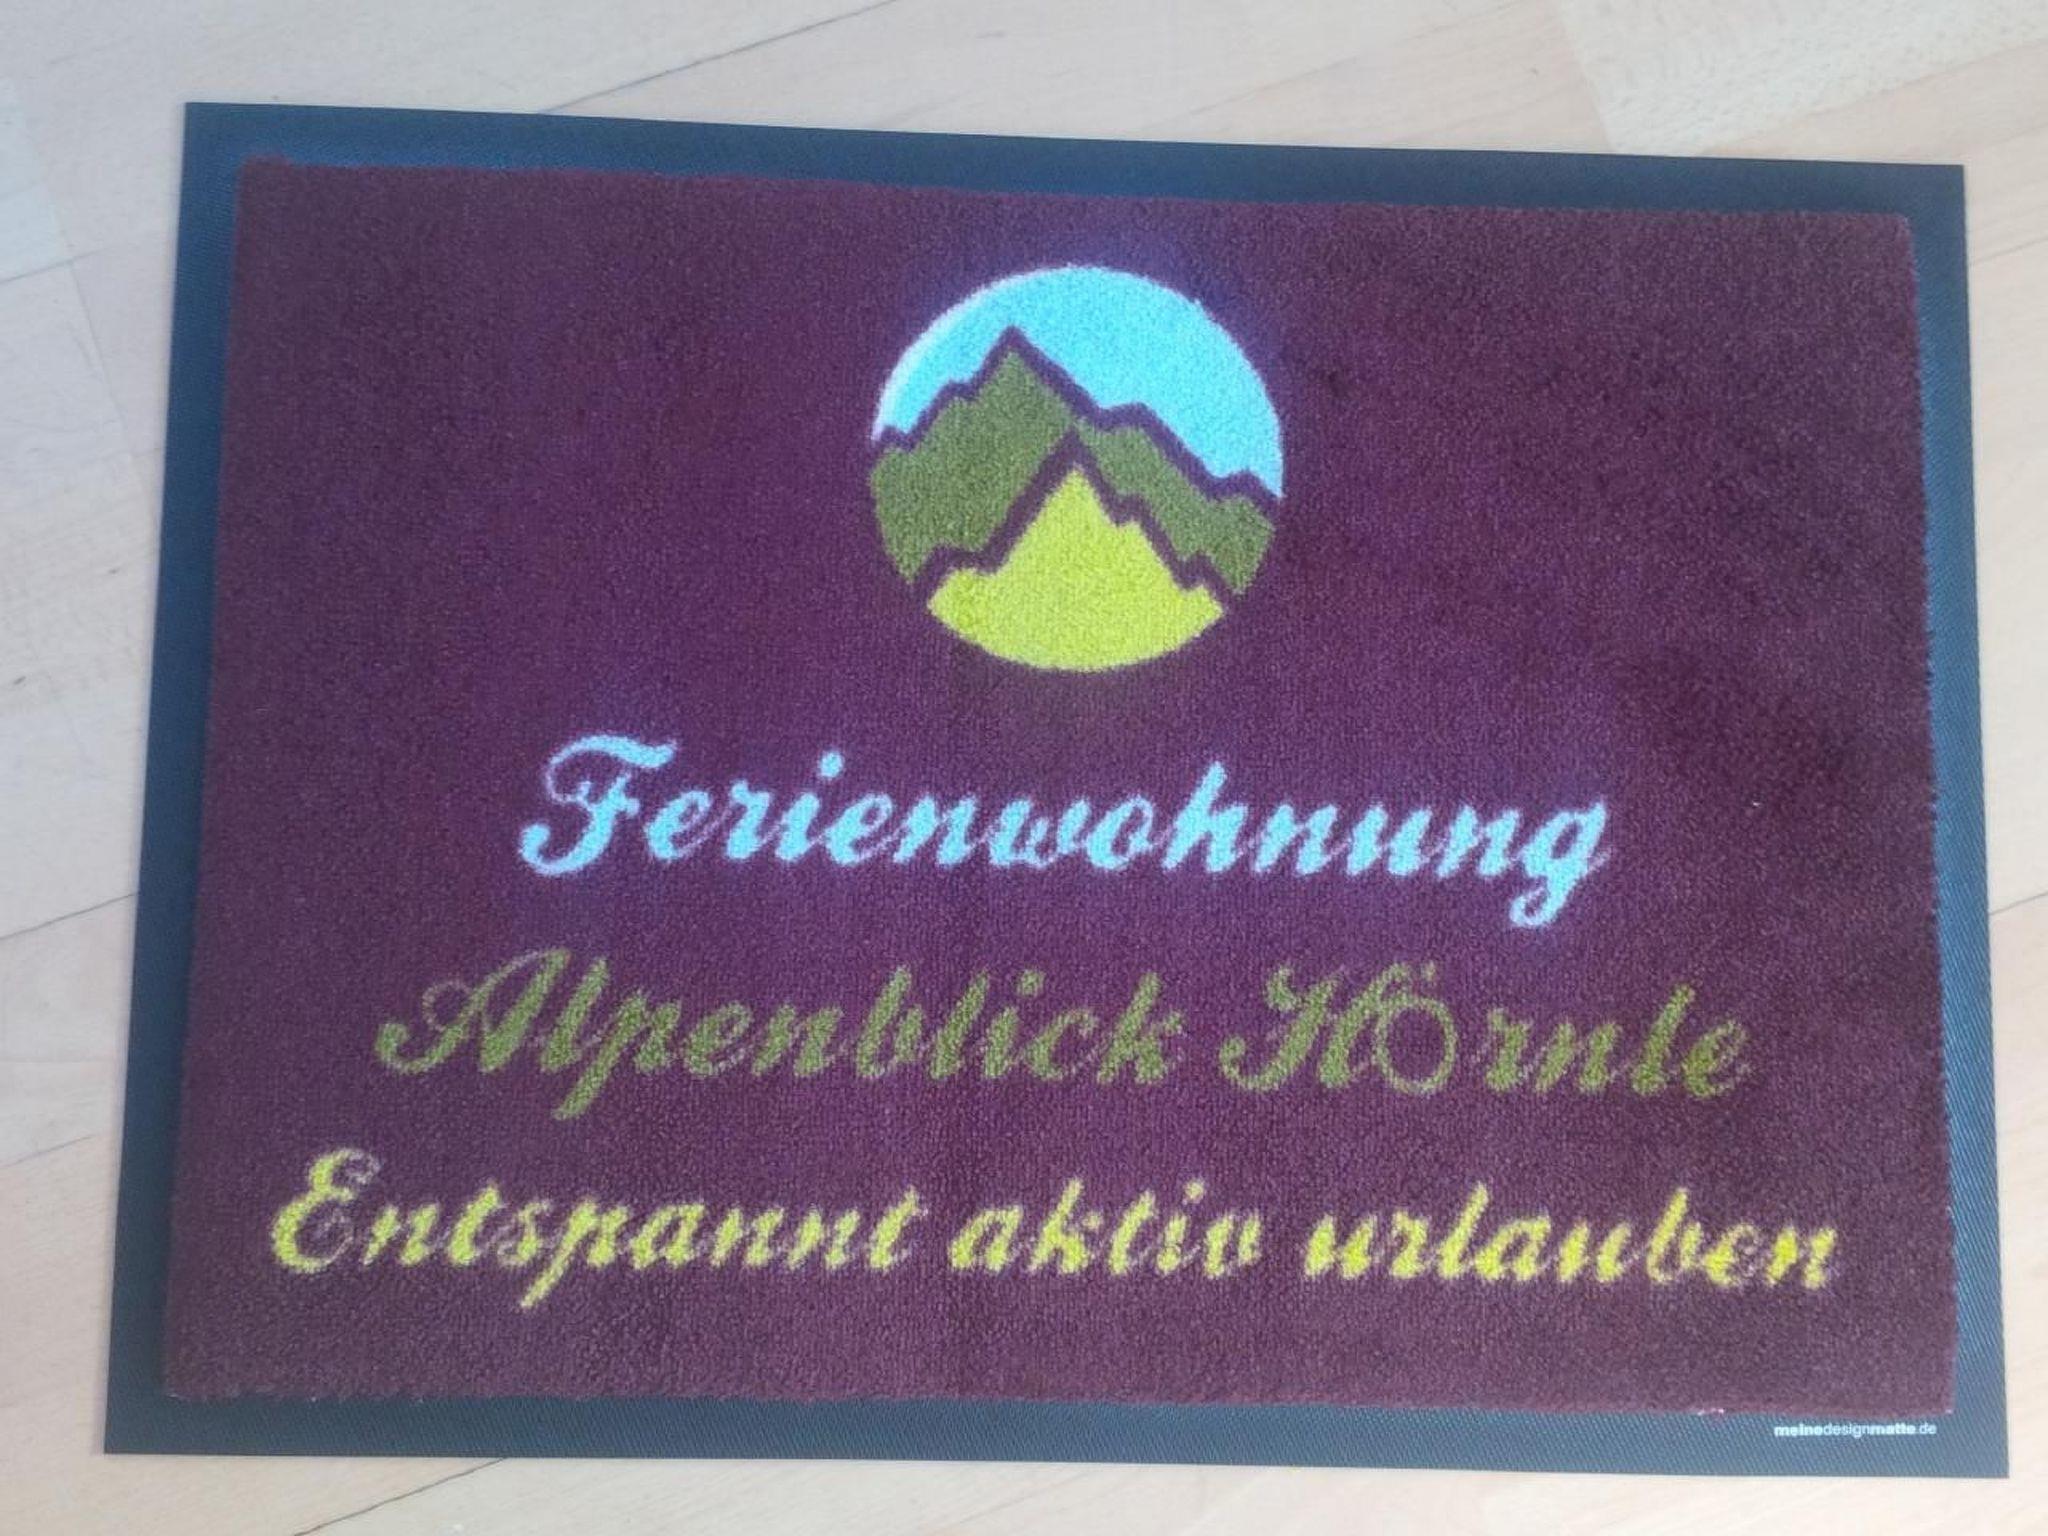 Ferienwohnung
Alpenblick Hörnle
Entspannt aktiv urlauben
meinedesignmatte.de